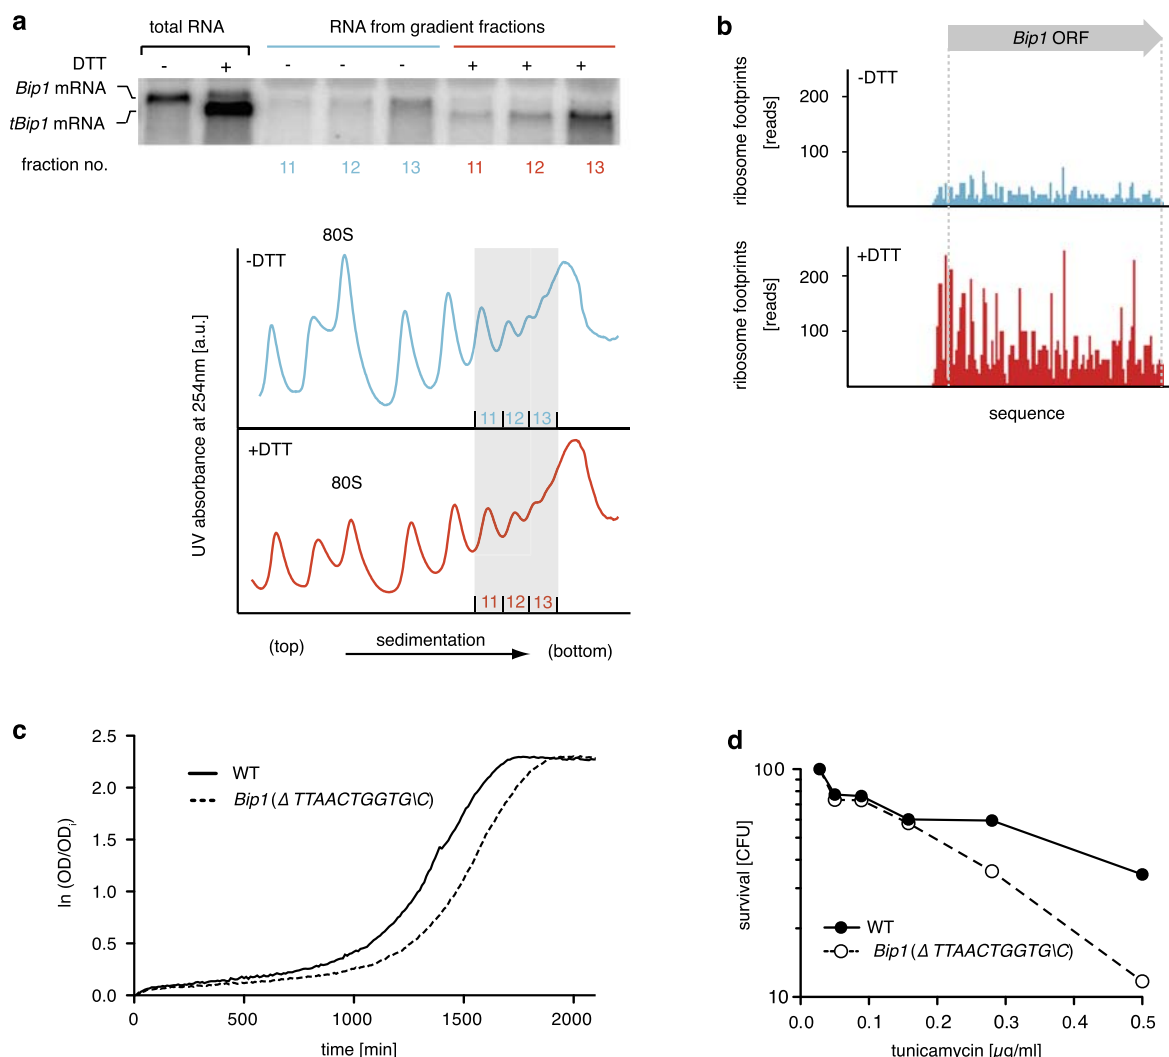 a
total RNA
RNA from gradient fractions
DTT - + - - - + + +
Bip1 mRNA
tBip1 mRNA
fraction no. 11 12 13 11 12 13
UV absorbance at 254nm [a.u.]
80S
-DTT
11 12 13
+DTT
80S
11 12 13
(top) sedimentation (bottom)
b
Bip1 ORF
ribosome footprints
[reads]
-DTT
200
100
ribosome footprints
[reads]
+DTT
200
100
sequence
c
ln (OD/ODi)
2.5
2.0
1.5
1.0
0.5
0.0
WT
Bip1 (Δ TTAACTGGTG\C)
0 500 1000 1500 2000
time [min]
d
survival [CFU]
100
10
WT
Bip1 (Δ TTAACTGGTG\C)
0.0 0.1 0.2 0.3 0.4 0.5
tunicamycin [µg/ml]